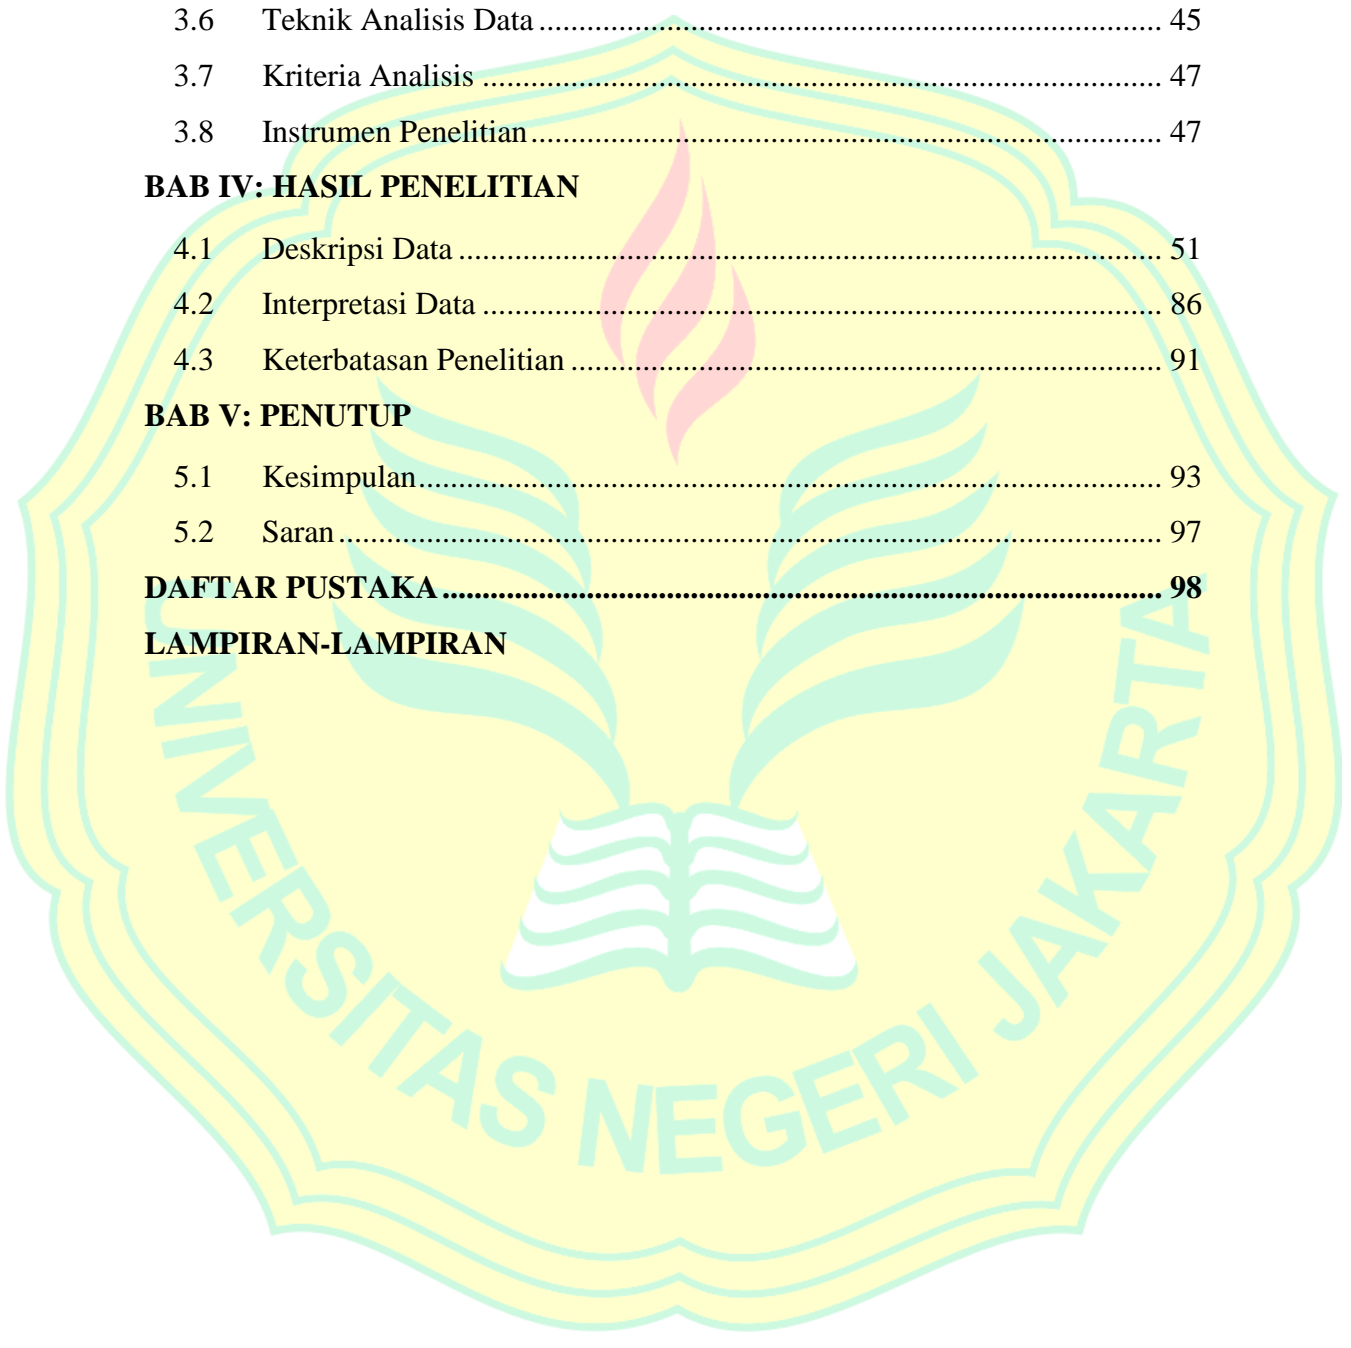 3.6 Teknik Analisis Data ............................................................................. 45
3.7 Kriteria Analisis .................................................................................... 47
3.8 Instrumen Penelitian .............................................................................. 47
BAB IV: HASIL PENELITIAN
4.1 Deskripsi Data ....................................................................................... 51
4.2 Interpretasi Data .................................................................................... 86
4.3 Keterbatasan Penelitian ......................................................................... 91
BAB V: PENUTUP
5.1 Kesimpulan............................................................................................ 93
5.2 Saran ...................................................................................................... 97
DAFTAR PUSTAKA ......................................................................................... 98
LAMPIRAN-LAMPIRAN
UNIVERSITAS NEGERI JAKARTA